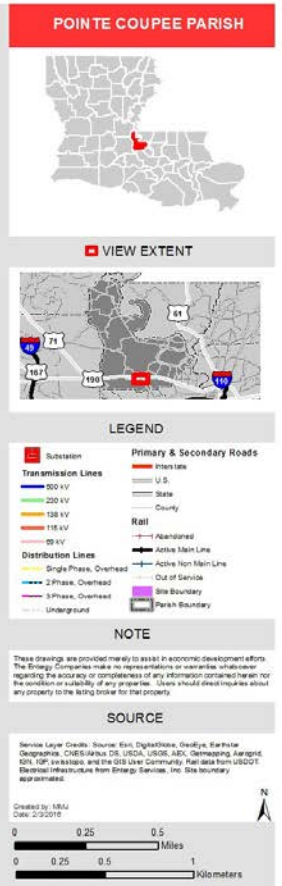 POINTE COUPEE PARISH
VIEW EXTENT
61
49
71
167
190
110
LEGEND
Substation
Transmission Lines
500 kV
230 kV
138 kV
115 kV
69 kV
Distribution Lines
Single Phase, Overhead
2 Phase, Overhead
3 Phase, Overhead
Underground
Primary & Secondary Roads
Interstate
U.S.
State
County
Rail
Abandoned
Active Main Line
Active Non Main Line
Out of Service
Site Boundary
Parish Boundary
NOTE
These drawings are provided merely to assist in economic development efforts.
The Entergy Companies make no representations or warranties whatsoever
regarding the accuracy or completeness of any information contained herein nor
the condition or suitability of any properties. Users should direct inquiries about
any property to the listing broker for that property.
SOURCE
Service Layer Credits: Source: Esri, DigitalGlobe, GeoEye, Earthstar
Geographics, CNES/Airbus DS, USDA, USGS, AEX, Getmapping, Aerogrid,
IGN, IGP, swisstopo, and the GIS User Community. Rail data from USDOT.
Electrical Infrastructure from Entergy Services, Inc. Site boundary
approximated.
Created by: MMJ
Date: 2/3/2016
N
0 0.25 0.5
Miles
0 0.25 0.5 1
Kilometers